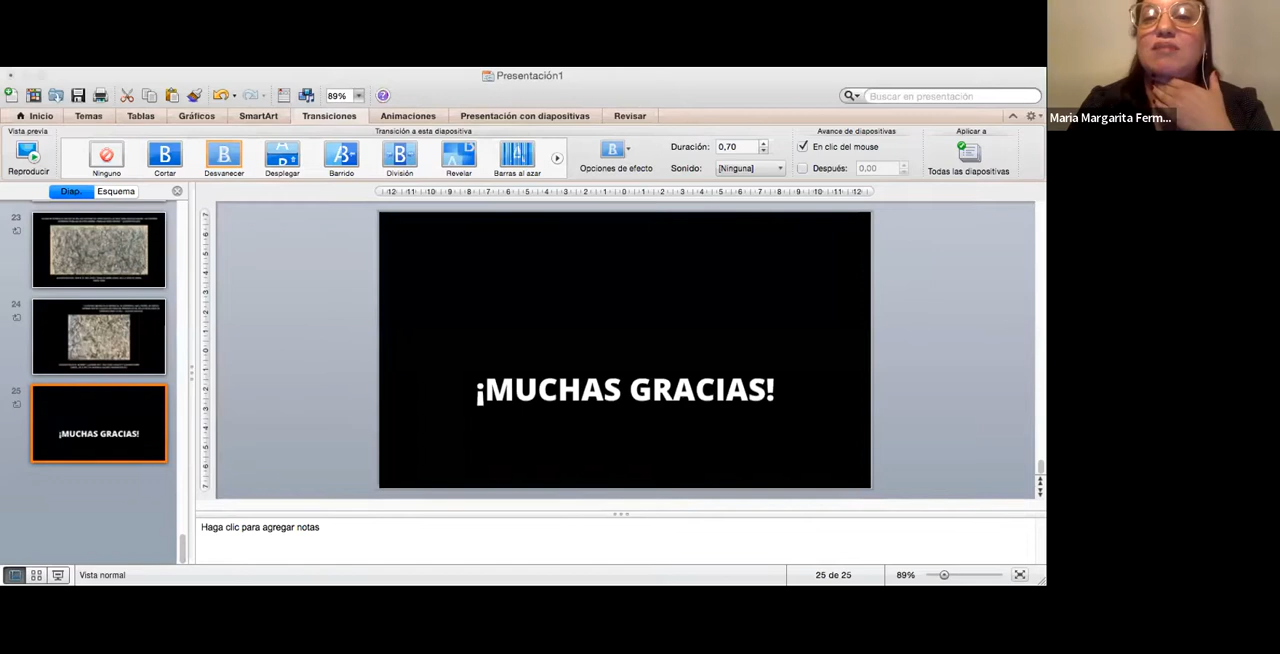 Presentación1
89%
Buscar en presentación
Inicio
Temas
Tablas
Gráficos
SmartArt
Transiciones
Animaciones
Presentación con diapositivas
Revisar
Vista previa
Transición a esta diapositiva
Avance de diapositivas
Aplicar a
Reproducir
Ninguno
Cortar
Desvanecer
Desplegar
Barrido
División
Revelar
Barras al azar
Opciones de efecto
Duración: 0,70
Sonido: [Ninguna]
En clic del mouse
Después: 0,00
Todas las diapositivas
Diap.
Esquema
23
24
25
¡MUCHAS GRACIAS!
¡MUCHAS GRACIAS!
Haga clic para agregar notas
Vista normal
25 de 25
89%
Maria Margarita Ferm...